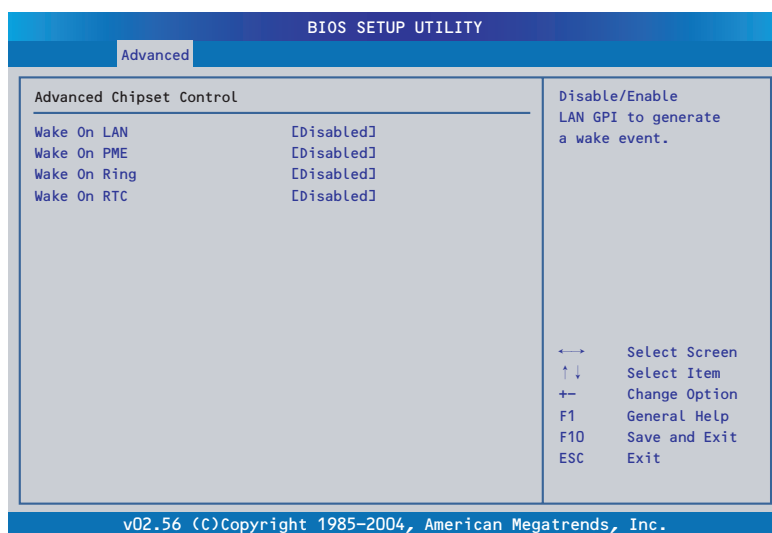 BIOS SETUP UTILITY
Advanced
Advanced Chipset Control
Wake On LAN [Disabled]
Wake On PME [Disabled]
Wake On Ring [Disabled]
Wake On RTC [Disabled]
Disable/Enable
LAN GPI to generate
a wake event.
←→ Select Screen
↑↓ Select Item
+- Change Option
F1 General Help
F10 Save and Exit
ESC Exit
v02.56 (C)Copyright 1985-2004, American Megatrends, Inc.